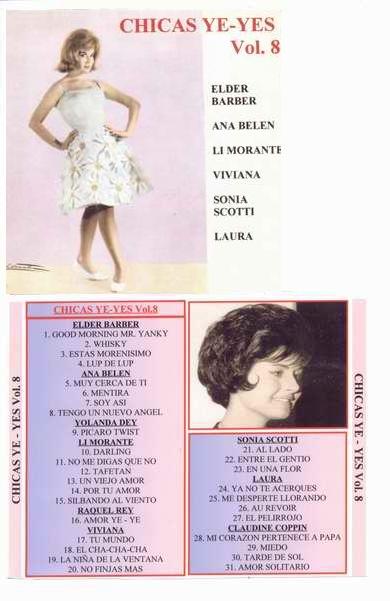 CHICAS YE-YES
Vol. 8
ELDER
BARBER
ANA BELEN
LI MORANTE
VIVIANA
SONIA
SCOTTI
LAURA
CHICAS YE - YES Vol. 8
CHICAS YE-YES Vol.8
ELDER BARBER
1. GOOD MORNING MR. YANKY
2. WHISKY
3. ESTAS MORENISIMO
4. LUP DE LUP
ANA BELEN
5. MUY CERCA DE TI
6. MENTIRA
7. SOY ASI
8. TENGO UN NUEVO ANGEL
YOLANDA DEY
9. PICARO TWIST
LI MORANTE
10. DARLING
11. NO ME DIGAS QUE NO
12. TAFETAN
13. UN VIEJO AMOR
14. POR TU AMOR
15. SILBANDO AL VIENTO
RAQUEL REY
16. AMOR YE - YE
VIVIANA
17. TU MUNDO
18. EL CHA-CHA-CHA
19. LA NIÑA DE LA VENTANA
20. NO FINJAS MAS
SONIA SCOTTI
21. AL LADO
22. ENTRE EL GENTIO
23. EN UNA FLOR
LAURA
24. YA NO TE ACERQUES
25. ME DESPERTE LLORANDO
26. AU REVOIR
27. EL PELIRROJO
CLAUDINE COPPIN
28. MI CORAZON PERTENECE A PAPA
29. MIEDO
30. TARDE DE SOL
31. AMOR SOLITARIO
CHICAS YE - YES Vol. 8